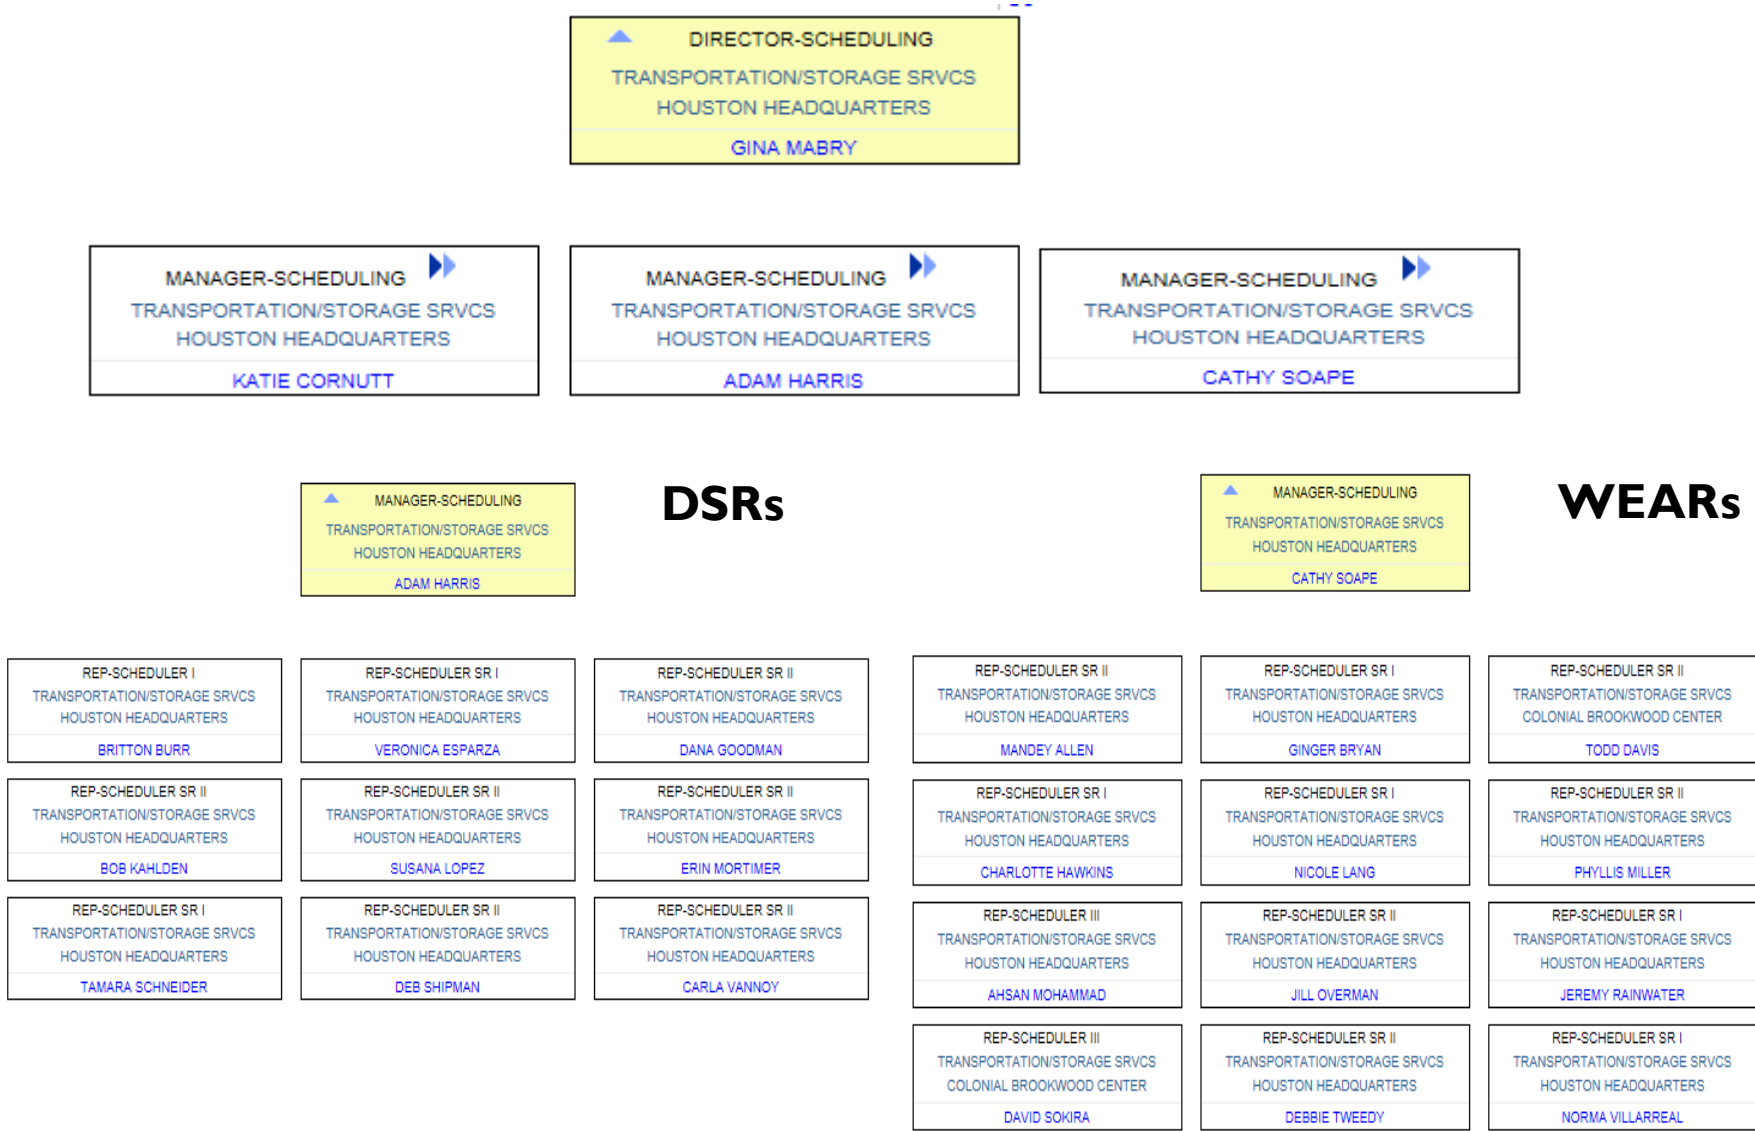 DIRECTOR-SCHEDULING
TRANSPORTATION/STORAGE SRVCS
HOUSTON HEADQUARTERS
GINA MABRY
MANAGER-SCHEDULING
TRANSPORTATION/STORAGE SRVCS
HOUSTON HEADQUARTERS
KATIE CORNUTT
MANAGER-SCHEDULING
TRANSPORTATION/STORAGE SRVCS
HOUSTON HEADQUARTERS
ADAM HARRIS
MANAGER-SCHEDULING
TRANSPORTATION/STORAGE SRVCS
HOUSTON HEADQUARTERS
CATHY SOAPE
MANAGER-SCHEDULING
TRANSPORTATION/STORAGE SRVCS
HOUSTON HEADQUARTERS
ADAM HARRIS
DSRs
REP-SCHEDULER I
TRANSPORTATION/STORAGE SRVCS
HOUSTON HEADQUARTERS
BRITTON BURR
REP-SCHEDULER SR I
TRANSPORTATION/STORAGE SRVCS
HOUSTON HEADQUARTERS
VERONICA ESPARZA
REP-SCHEDULER SR II
TRANSPORTATION/STORAGE SRVCS
HOUSTON HEADQUARTERS
DANA GOODMAN
REP-SCHEDULER SR II
TRANSPORTATION/STORAGE SRVCS
HOUSTON HEADQUARTERS
BOB KAHLDEN
REP-SCHEDULER SR II
TRANSPORTATION/STORAGE SRVCS
HOUSTON HEADQUARTERS
SUSANA LOPEZ
REP-SCHEDULER SR II
TRANSPORTATION/STORAGE SRVCS
HOUSTON HEADQUARTERS
ERIN MORTIMER
REP-SCHEDULER SR I
TRANSPORTATION/STORAGE SRVCS
HOUSTON HEADQUARTERS
TAMARA SCHNEIDER
REP-SCHEDULER SR II
TRANSPORTATION/STORAGE SRVCS
HOUSTON HEADQUARTERS
DEB SHIPMAN
REP-SCHEDULER SR II
TRANSPORTATION/STORAGE SRVCS
HOUSTON HEADQUARTERS
CARLA VANNOY
MANAGER-SCHEDULING
TRANSPORTATION/STORAGE SRVCS
HOUSTON HEADQUARTERS
CATHY SOAPE
WEARs
REP-SCHEDULER SR II
TRANSPORTATION/STORAGE SRVCS
HOUSTON HEADQUARTERS
MANDEY ALLEN
REP-SCHEDULER SR I
TRANSPORTATION/STORAGE SRVCS
HOUSTON HEADQUARTERS
GINGER BRYAN
REP-SCHEDULER SR II
TRANSPORTATION/STORAGE SRVCS
COLONIAL BROOKWOOD CENTER
TODD DAVIS
REP-SCHEDULER SR I
TRANSPORTATION/STORAGE SRVCS
HOUSTON HEADQUARTERS
CHARLOTTE HAWKINS
REP-SCHEDULER SR I
TRANSPORTATION/STORAGE SRVCS
HOUSTON HEADQUARTERS
NICOLE LANG
REP-SCHEDULER SR II
TRANSPORTATION/STORAGE SRVCS
HOUSTON HEADQUARTERS
PHYLLIS MILLER
REP-SCHEDULER III
TRANSPORTATION/STORAGE SRVCS
HOUSTON HEADQUARTERS
AHSAN MOHAMMAD
REP-SCHEDULER SR II
TRANSPORTATION/STORAGE SRVCS
HOUSTON HEADQUARTERS
JILL OVERMAN
REP-SCHEDULER SR I
TRANSPORTATION/STORAGE SRVCS
HOUSTON HEADQUARTERS
JEREMY RAINWATER
REP-SCHEDULER III
TRANSPORTATION/STORAGE SRVCS
COLONIAL BROOKWOOD CENTER
DAVID SOKIRA
REP-SCHEDULER SR II
TRANSPORTATION/STORAGE SRVCS
HOUSTON HEADQUARTERS
DEBBIE TWEEDY
REP-SCHEDULER SR I
TRANSPORTATION/STORAGE SRVCS
HOUSTON HEADQUARTERS
NORMA VILLARREAL